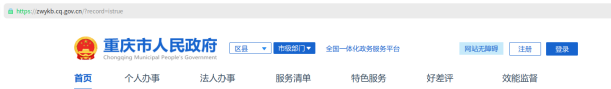 https://zwykb.cq.gov.cn/?record=istrue
重庆市人民政府 区县 市级部门 全国一体化政务服务平台 网站无障碍 注册 登录
Chongqing Municipal People's Government
首页 个人办事 法人办事 服务清单 特色服务 好差评 效能监督